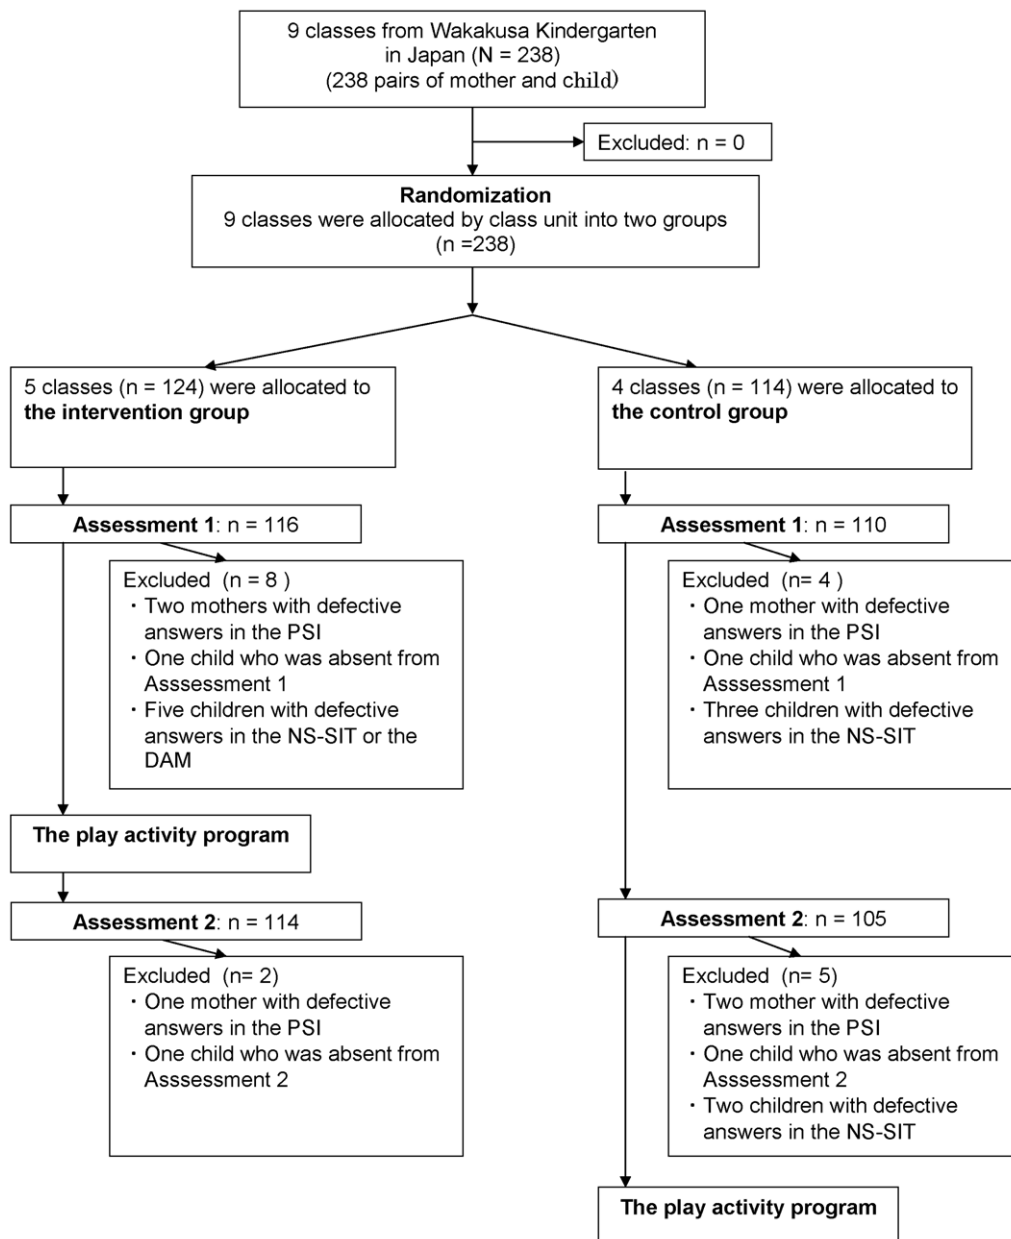 9 classes from Wakakusa Kindergarten
in Japan (N = 238)
(238 pairs of mother and child)
Excluded: n = 0
Randomization
9 classes were allocated by class unit into two groups
(n =238)
5 classes (n = 124) were allocated to
the intervention group
4 classes (n = 114) were allocated to
the control group
Assessment 1: n = 116
Assessment 1: n = 110
Excluded (n = 8 )
・Two mothers with defective
answers in the PSI
・One child who was absent from
Asssessment 1
・Five children with defective
answers in the NS-SIT or the
DAM
Excluded (n= 4 )
・One mother with defective
answers in the PSI
・One child who was absent from
Asssessment 1
・Three children with defective
answers in the NS-SIT
The play activity program
Assessment 2: n = 114
Assessment 2: n = 105
Excluded (n= 2)
・One mother with defective
answers in the PSI
・One child who was absent from
Asssessment 2
Excluded (n= 5)
・Two mother with defective
answers in the PSI
・One child who was absent from
Asssessment 2
・Two children with defective
answers in the NS-SIT
The play activity program